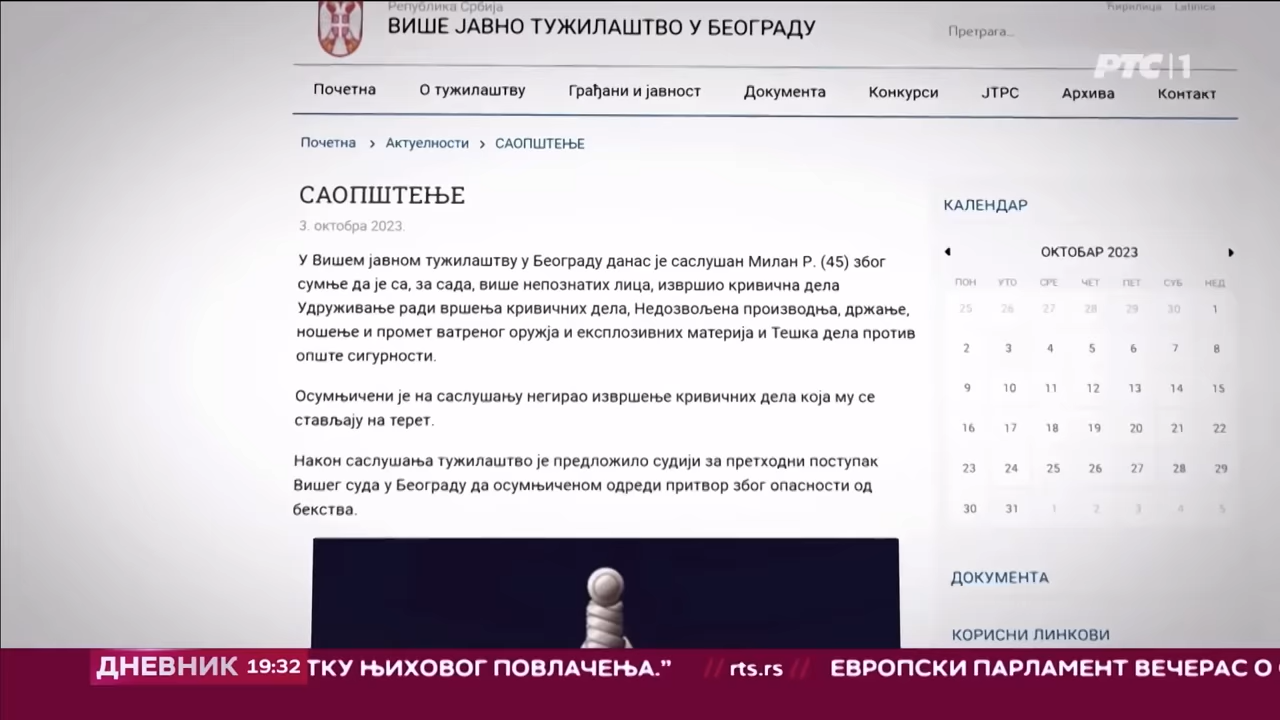 Република Србија
ВИШЕ ЈАВНО ТУЖИЛАШТВО У БЕОГРАДУ
Ћирилица Latinica
Претрага...
РТС|1
Почетна О тужилаштву Грађани и јавност Документа Конкурси ЈТРС Архива Контакт
Почетна > Актуелности > САОПШТЕЊЕ
САОПШТЕЊЕ
3. октобра 2023.
У Вишем јавном тужилаштву у Београду данас је саслушан Милан Р. (45) због
сумње да је са, за сада, више непознатих лица, извршио кривична дела
Удруживање ради вршења кривичних дела, Недозвољена производња, држање,
ношење и промет ватреног оружја и експлозивних материја и Тешка дела против
опште сигурности.
Осумњичени је на саслушању негирао извршење кривичних дела која му се
стављају на терет.
Након саслушања тужилаштво је предложило судији за претходни поступак
Вишег суда у Београду да осумњиченом одреди притвор због опасности од
бекства.
КАЛЕНДАР
ОКТОБАР 2023
ПОН УТО СРЕ ЧЕТ ПЕТ СУБ НЕД
25 26 27 28 29 30 1
2 3 4 5 6 7 8
9 10 11 12 13 14 15
16 17 18 19 20 21 22
23 24 25 26 27 28 29
30 31 1 2 3 4 5
ДОКУМЕНТА
КОРИСНИ ЛИНКОВИ
ДНЕВНИК 19:32 ТКУ ЊИХОВОГ ПОВЛАЧЕЊА.” // rts.rs // ЕВРОПСКИ ПАРЛАМЕНТ ВЕЧЕРАС О